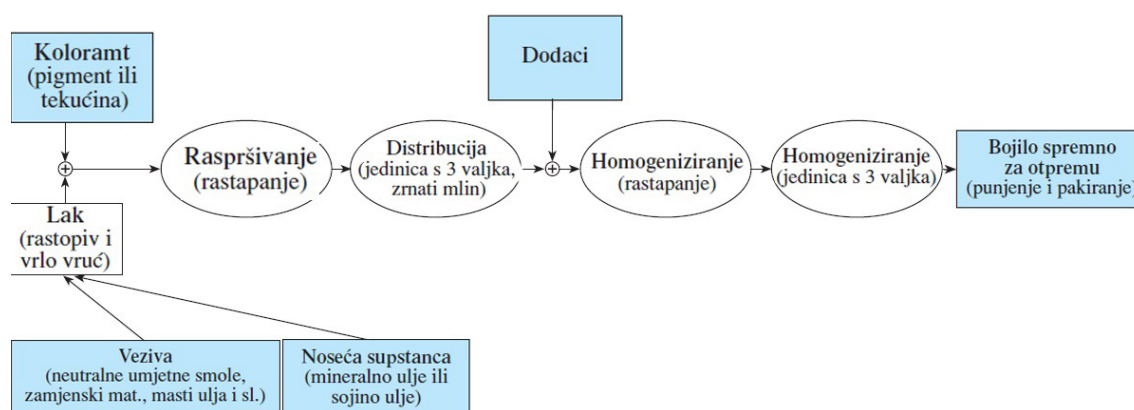 Koloramt
(pigment ili
tekućina)
Dodaci
Raspršivanje
(rastapanje)
Distribucija
(jedinica s 3 valjka,
zrnati mlin)
Homogeniziranje
(rastapanje)
Homogeniziranje
(jedinica s 3 valjka)
Bojilo spremno
za otpremu
(punjenje i pakiranje)
Lak
(rastopiv i
vrlo vruć)
Veziva
(neutralne umjetne smole,
zamjenski mat., masti ulja i sl.)
Noseća supstanca
(mineralno ulje ili
sojino ulje)